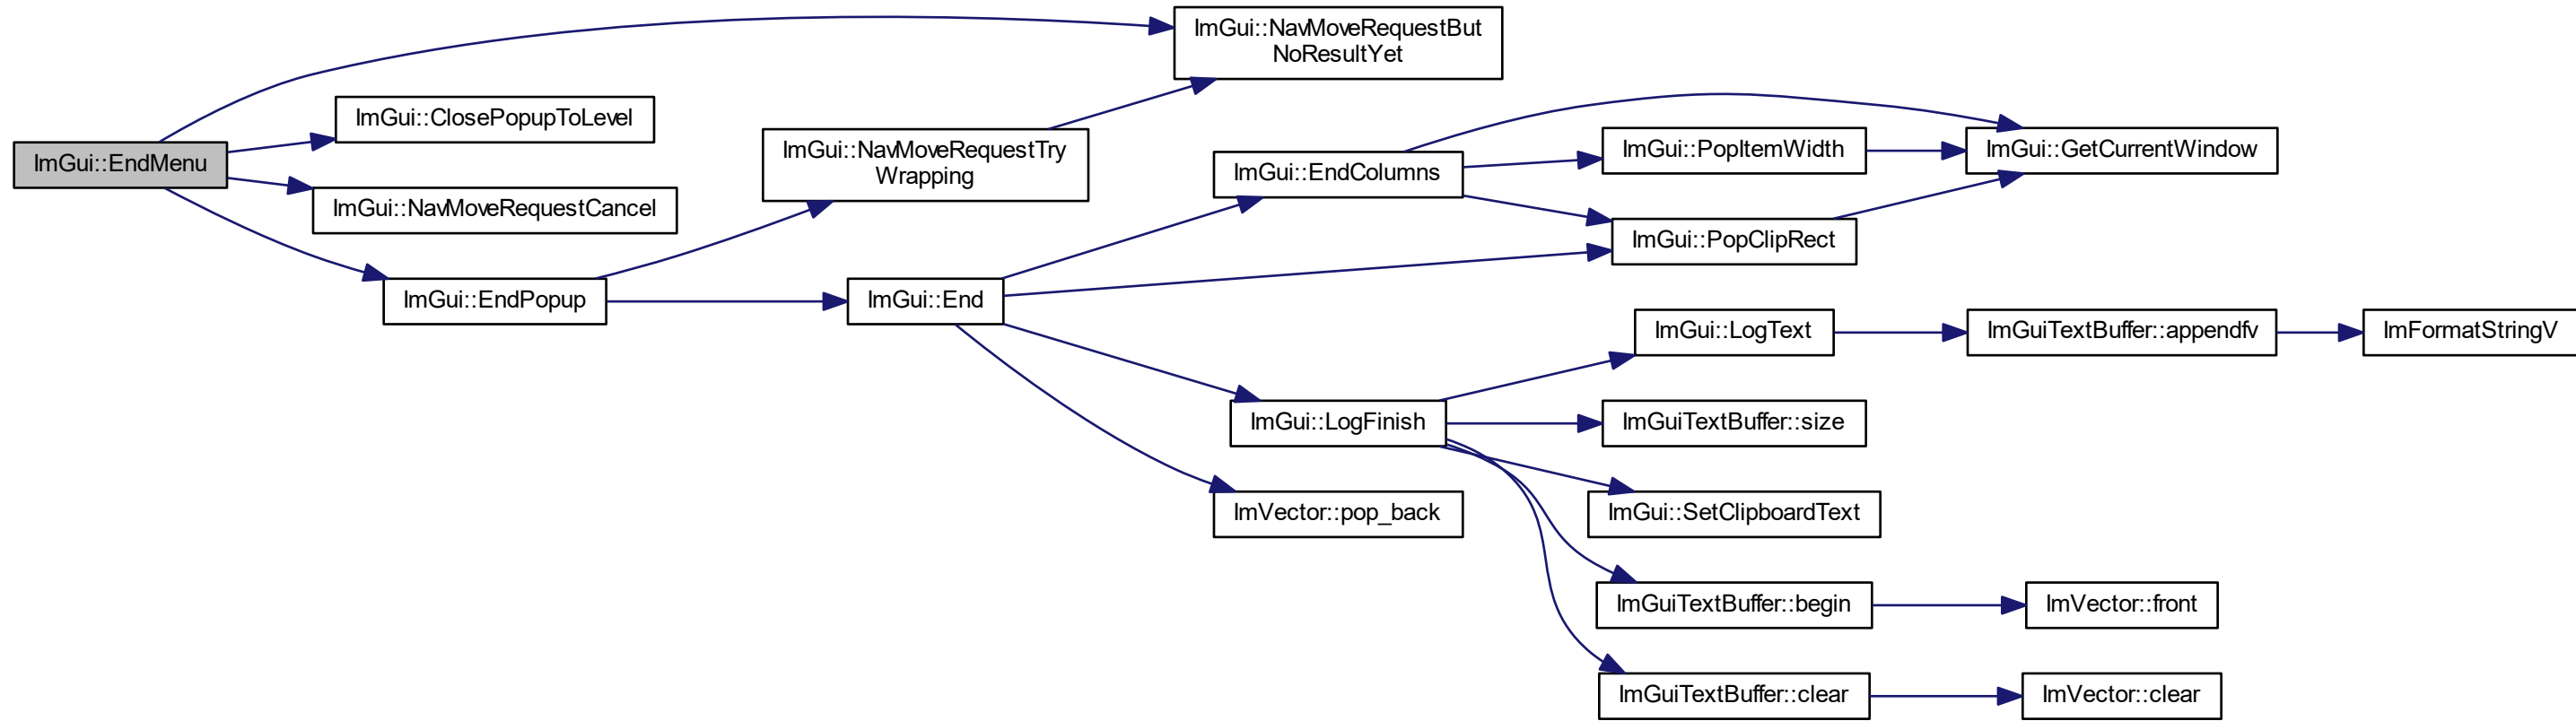 ImGui::EndMenu
ImGui::NavMoveRequestBut
NoResultYet
ImGui::ClosePopupToLevel
ImGui::NavMoveRequestCancel
ImGui::EndPopup
ImGui::NavMoveRequestTry
Wrapping
ImGui::End
ImGui::EndColumns
ImGui::PopItemWidth
ImGui::GetCurrentWindow
ImGui::PopClipRect
ImGui::LogFinish
ImGui::LogText
ImGuiTextBuffer::appendfv
ImFormatStringV
ImGuiTextBuffer::size
ImGui::SetClipboardText
ImVector::pop_back
ImGuiTextBuffer::begin
ImVector::front
ImGuiTextBuffer::clear
ImVector::clear